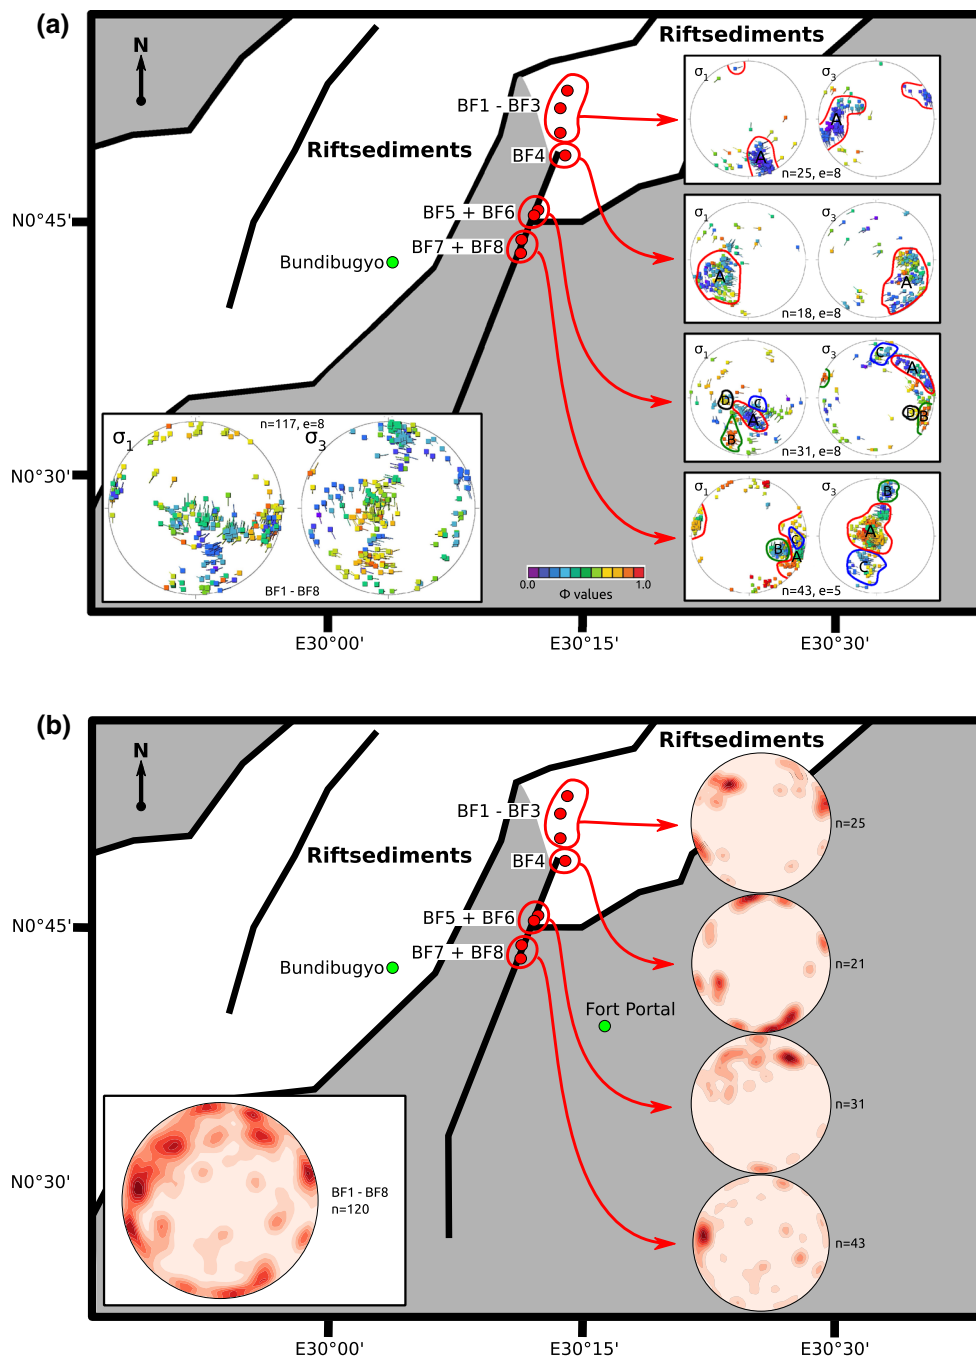 (a)
N
Riftsediments
BF1 - BF3
Riftsediments
BF4
N0°45'
BF5 + BF6
BF7 + BF8
Bundibugyo
σ1
σ3
A
A
n=25, e=8
σ1
σ3
A
A
n=18, e=8
σ1
σ3
D
C
A
B
C
A
D
B
n=31, e=8
σ1
σ3
B
C
A
B
A
C
n=43, e=5
N0°30'
n=117, e=8
σ1
σ3
BF1 - BF8
0.0
1.0
Φ values
E30°00'
E30°15'
E30°30'
(b)
N
Riftsediments
BF1 - BF3
n=25
Riftsediments
BF4
N0°45'
BF5 + BF6
BF7 + BF8
Bundibugyo
n=21
Fort Portal
n=31
N0°30'
BF1 - BF8
n=120
n=43
E30°00'
E30°15'
E30°30'